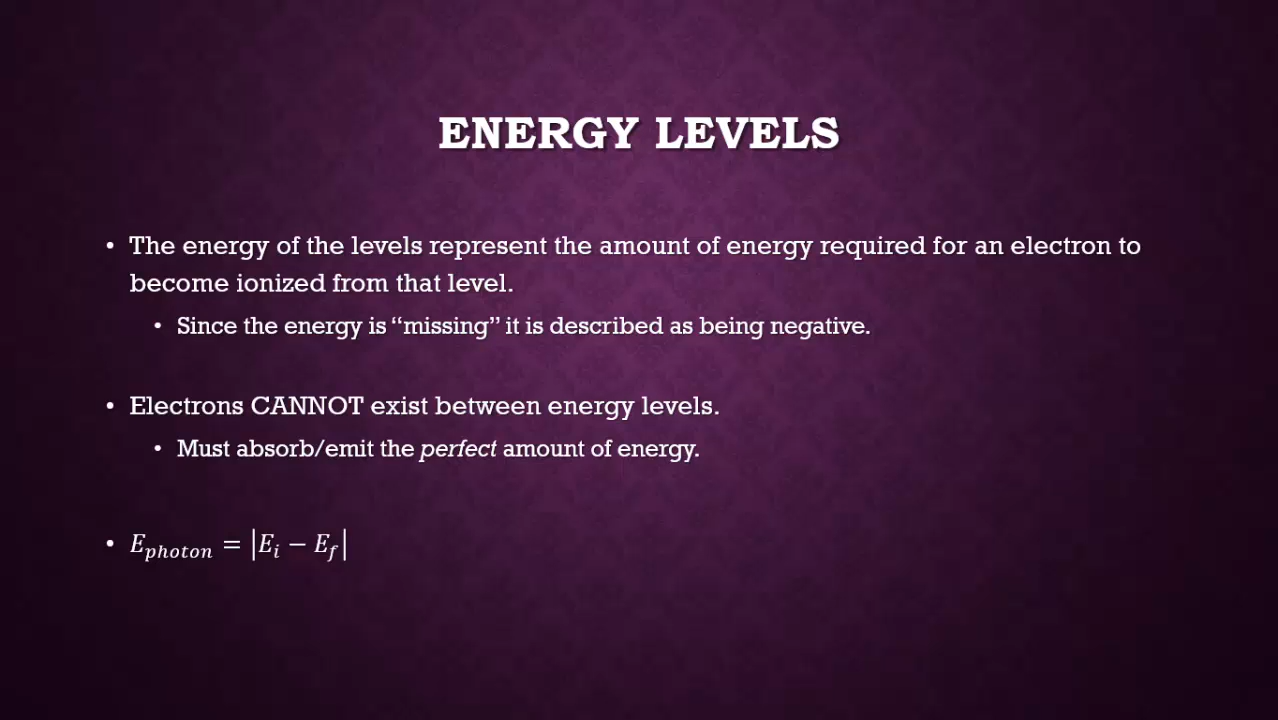 ENERGY LEVELS
• The energy of the levels represent the amount of energy required for an electron to
become ionized from that level.
• Since the energy is “missing” it is described as being negative.
• Electrons CANNOT exist between energy levels.
• Must absorb/emit the perfect amount of energy.
• E_photon = |E_i − E_f|